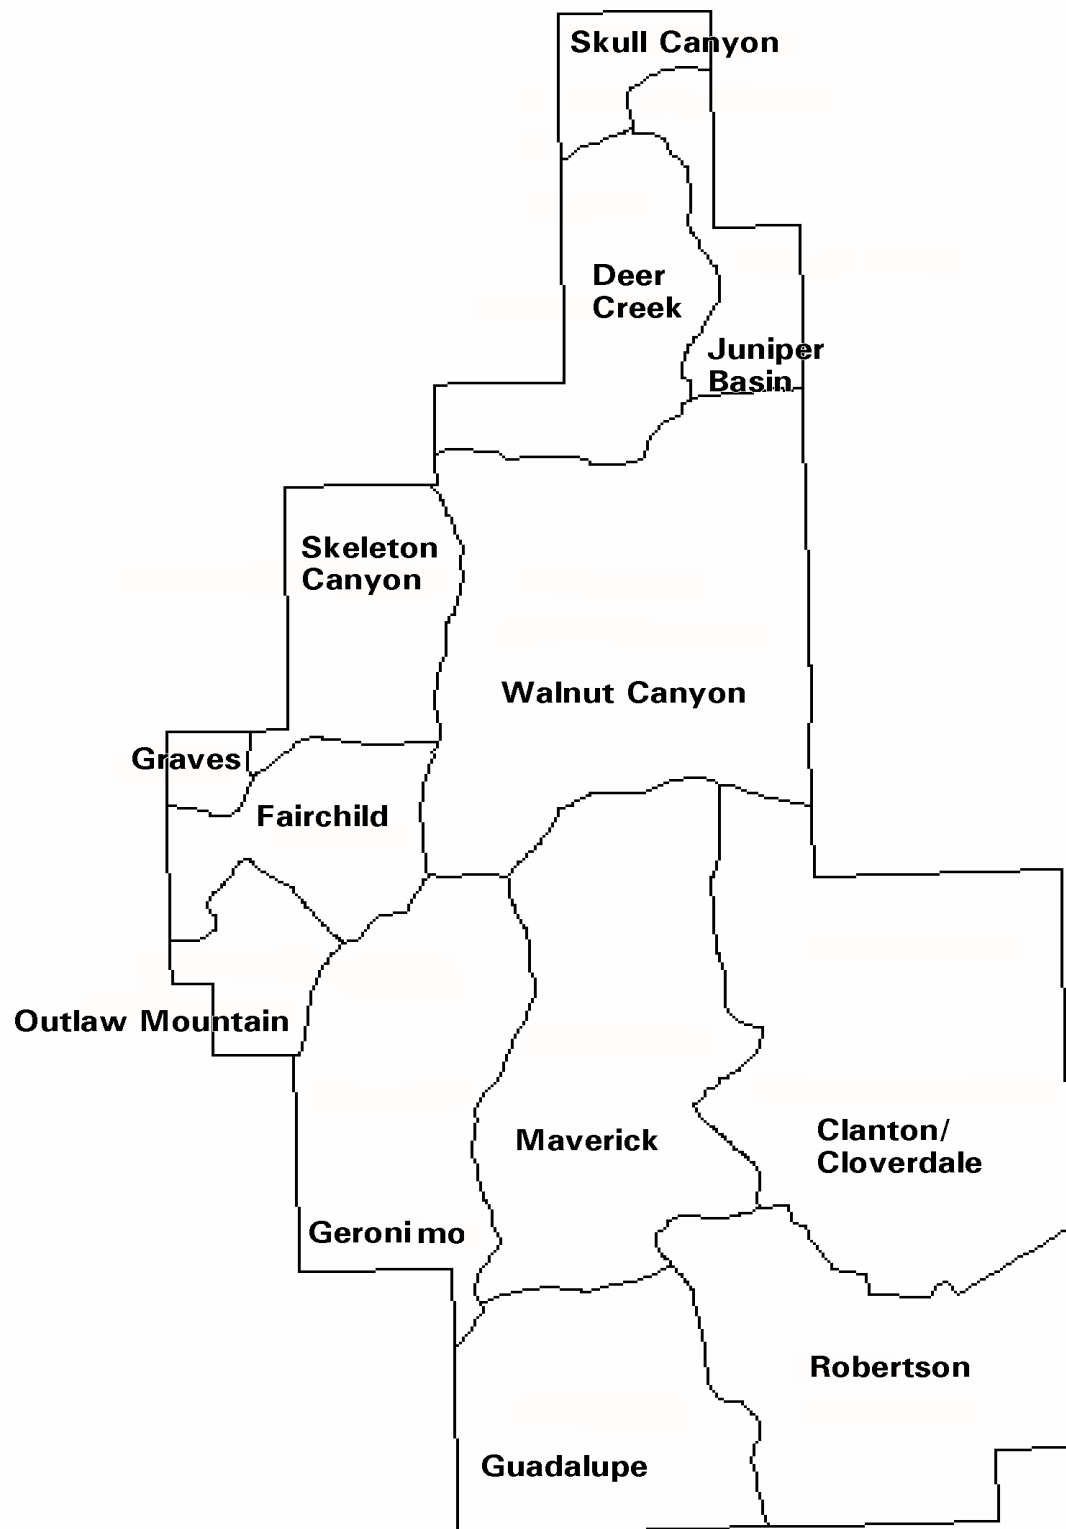 Skull Canyon
Deer
Creek
Juniper
Basin
Skeleton
Canyon
Walnut Canyon
Graves
Fairchild
Outlaw Mountain
Maverick
Clanton/
Cloverdale
Geronimo
Robertson
Guadalupe